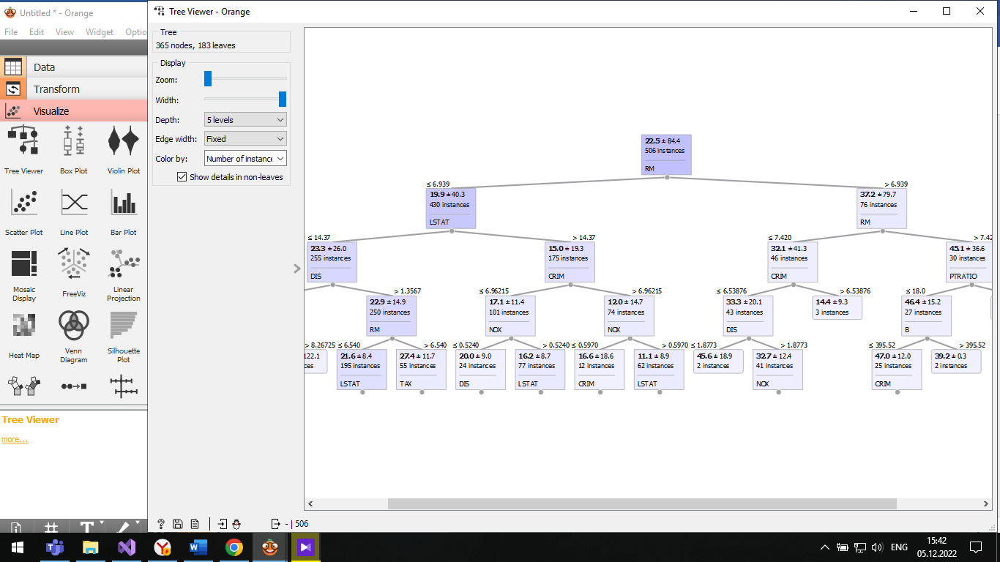 Untitled * - Orange
File Edit View Widget Optio
Data
Transform
Visualize
Tree Viewer Box Plot Violin Plot
Scatter Plot Line Plot Bar Plot
Mosaic Display FreeViz Linear Projection
Heat Map Venn Diagram Silhouette Plot
Tree Viewer
more...
Tree Viewer - Orange
Tree
365 nodes, 183 leaves
Display
Zoom:
Width:
Depth: 5 levels
Edge width: Fixed
Color by: Number of instance
Show details in non-leaves
22.5 ± 84.4
506 instances
RM
≤ 6.939 > 6.939
19.9 ± 40.3 37.2 ± 79.7
430 instances 76 instances
LSTAT RM
≤ 14.37 > 14.37 ≤ 7.420 > 7.42
23.3 ± 26.0 15.0 ± 19.3 32.1 ± 41.3 45.1 ± 36.6
255 instances 175 instances 46 instances 30 instances
DIS CRIM CRIM PTRATIO
> 1.3567 ≤ 6.96215 > 6.96215 ≤ 6.53876 > 6.53876 ≤ 18.0
22.9 ± 14.9 17.1 ± 11.4 12.0 ± 14.7 33.3 ± 20.1 14.4 ± 9.3 46.4 ± 15.2
250 instances 101 instances 74 instances 43 instances 3 instances 27 instances
RM NOX NOX DIS B
> 8.26725 ≤ 6.540 > 6.540 ≤ 0.5240 > 0.5240 ≤ 0.5970 > 0.5970 ≤ 1.8773 > 1.8773 ≤ 395.52 > 395.52
122.1 21.6 ± 8.4 27.4 ± 11.7 20.0 ± 9.0 16.2 ± 8.7 16.6 ± 18.6 11.1 ± 8.9 45.6 ± 18.9 32.7 ± 12.4 47.0 ± 12.0 39.2 ± 0.3
ces 195 instances 55 instances 24 instances 77 instances 12 instances 62 instances 2 instances 41 instances 25 instances 2 instances
LSTAT TAX DIS LSTAT CRIM LSTAT NOX CRIM
? - | 506
ENG
15:42
05.12.2022